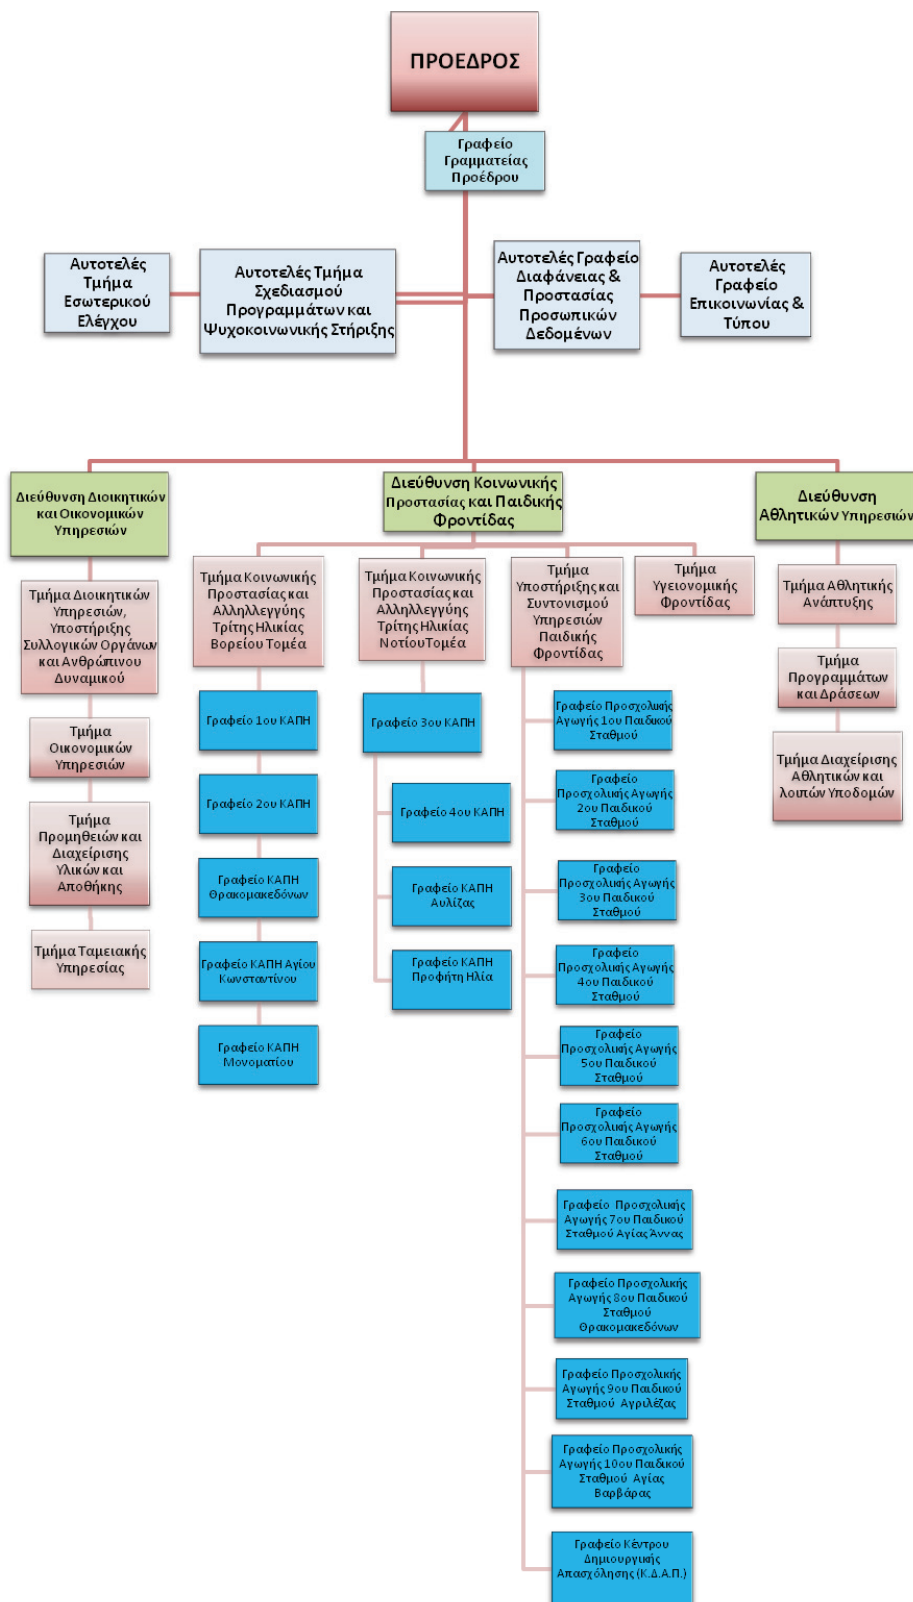 ΠΡΟΕΔΡΟΣ
Γραφείο
Γραμματείας
Προέδρου
Αυτοτελές
Τμήμα
Εσωτερικού
Ελέγχου
Αυτοτελές Τμήμα
Σχεδιασμού
Προγραμμάτων και
Ψυχοκοινωνικής Στήριξης
Αυτοτελές Γραφείο
Διαφάνειας &
Προστασίας
Προσωπικών
Δεδομένων
Αυτοτελές
Γραφείο
Επικοινωνίας &
Τύπου
Διεύθυνση Διοικητικών
και Οικονομικών
Υπηρεσιών
Τμήμα Διοικητικών
Υπηρεσιών,
Υποστήριξης
Συλλογικών Οργάνων
και Ανθρώπινου
Δυναμικού
Τμήμα
Οικονομικών
Υπηρεσιών
Τμήμα
Προμηθειών και
Διαχείρισης
Υλικών και
Αποθήκης
Τμήμα Ταμειακής
Υπηρεσίας
Διεύθυνση Κοινωνικής
Προστασίας και Παιδικής
Φροντίδας
Τμήμα Κοινωνικής
Προστασίας και
Αλληλλεγγύης
Τρίτης Ηλικίας
Βορείου Τομέα
Γραφείο 1ου ΚΑΠΗ
Γραφείο 2ου ΚΑΠΗ
Γραφείο ΚΑΠΗ
Θρακομακεδόνων
Γραφείο ΚΑΠΗ Αγίου
Κωνσταντίνου
Γραφείο ΚΑΠΗ
Μονοματίου
Τμήμα Κοινωνικής
Προστασίας και
Αλληλλεγγύης
Τρίτης Ηλικίας
Νοτίου Τομέα
Γραφείο 3ου ΚΑΠΗ
Γραφείο 4ου ΚΑΠΗ
Γραφείο ΚΑΠΗ
Αυλίζας
Γραφείο ΚΑΠΗ
Προφήτη Ηλία
Τμήμα
Υποστήριξης και
Συντονισμού
Υπηρεσιών
Παιδικής
Φροντίδας
Γραφείο Προσχολικής
Αγωγής 1ου Παιδικού
Σταθμού
Γραφείο
Προσχολικής Αγωγής
2ου Παιδικού
Σταθμού
Γραφείο
Προσχολικής Αγωγής
3ου Παιδικού
Σταθμού
Γραφείο
Προσχολικής Αγωγής
4ου Παιδικού
Σταθμού
Γραφείο
Προσχολικής Αγωγής
5ου Παιδικού
Σταθμού
Γραφείο
Προσχολικής Αγωγής
6ου Παιδικού
Σταθμού
Γραφείο Προσχολικής
Αγωγής 7ου Παιδικού
Σταθμού Αγίας Άννας
Γραφείο Προσχολικής
Αγωγής 8ου Παιδικού
Σταθμού
Θρακομακεδόνων
Γραφείο Προσχολικής
Αγωγής 9ου Παιδικού
Σταθμού Αγριλέζας
Γραφείο Προσχολικής
Αγωγής 10ου Παιδικού
Σταθμού Αγίας
Βαρβάρας
Γραφείο Κέντρου
Δημιουργικής
Απασχόλησης (Κ.Δ.Α.Π.)
Τμήμα
Υγειονομικής
Φροντίδας
Διεύθυνση
Αθλητικών Υπηρεσιών
Τμήμα Αθλητικής
Ανάπτυξης
Τμήμα
Προγραμμάτων
και Δράσεων
Τμήμα Διαχείρισης
Αθλητικών και
λοιπών Υποδομών